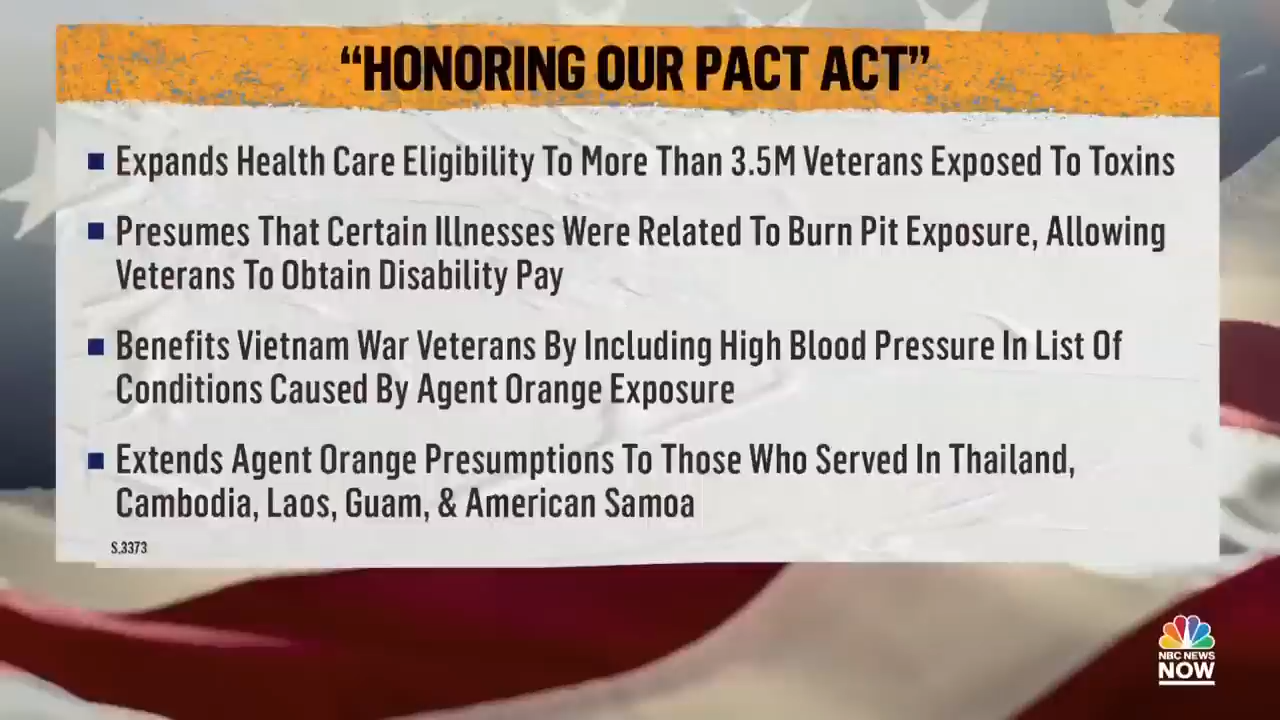 “HONORING OUR PACT ACT”
Expands Health Care Eligibility To More Than 3.5M Veterans Exposed To Toxins
Presumes That Certain Illnesses Were Related To Burn Pit Exposure, Allowing
Veterans To Obtain Disability Pay
Benefits Vietnam War Veterans By Including High Blood Pressure In List Of
Conditions Caused By Agent Orange Exposure
Extends Agent Orange Presumptions To Those Who Served In Thailand,
Cambodia, Laos, Guam, & American Samoa
S.3373
NBC NEWS
NOW